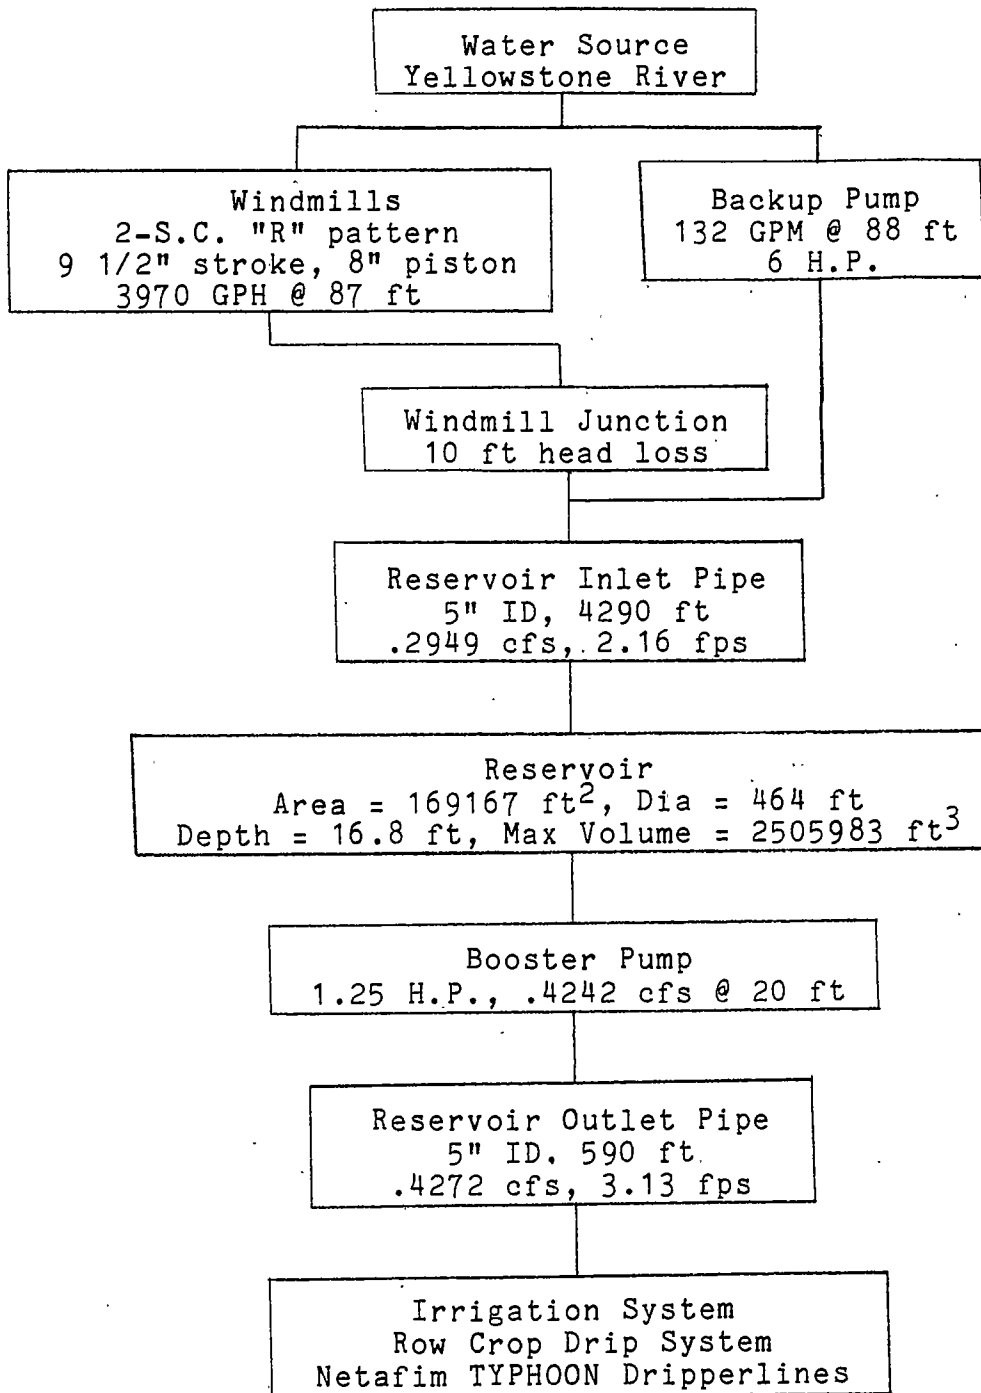 Water Source
Yellowstone River
Windmills
2-S.C. "R" pattern
9 1/2" stroke, 8" piston
3970 GPH @ 87 ft
Backup Pump
132 GPM @ 88 ft
6 H.P.
Windmill Junction
10 ft head loss
Reservoir Inlet Pipe
5" ID, 4290 ft
.2949 cfs, 2.16 fps
Reservoir
Area = 169167 ft², Dia = 464 ft
Depth = 16.8 ft, Max Volume = 2505983 ft³
Booster Pump
1.25 H.P., .4242 cfs @ 20 ft
Reservoir Outlet Pipe
5" ID. 590 ft
.4272 cfs, 3.13 fps
Irrigation System
Row Crop Drip System
Netafim TYPHOON Dripperlines